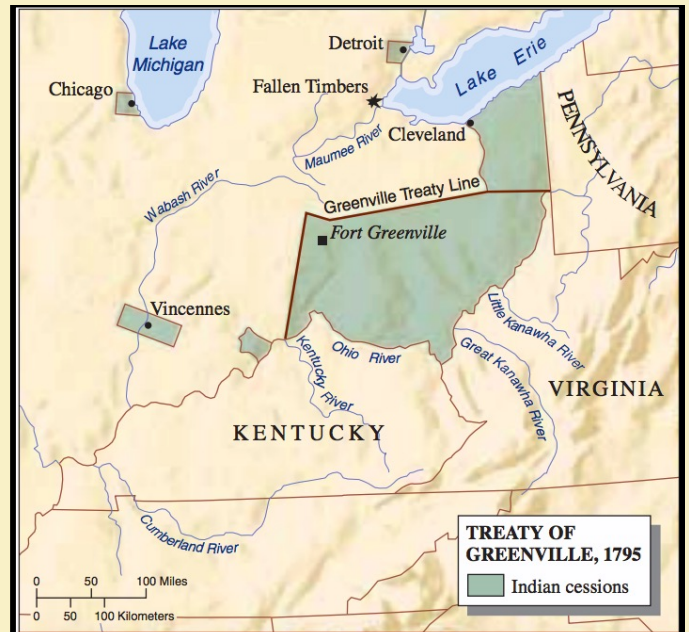 Lake
Michigan
Detroit
Lake Erie
Chicago
Fallen Timbers
Cleveland
PENNSYLVANIA
Maumee River
Wabash River
Greenville Treaty Line
Fort Greenville
Vincennes
Little Kanawha River
Ohio River
Kentucky
River
Great Kanawha
River
VIRGINIA
KENTUCKY
Cumberland River
TREATY OF
GREENVILLE, 1795
Indian cessions
0 50 100 Miles
0 50 100 Kilometers